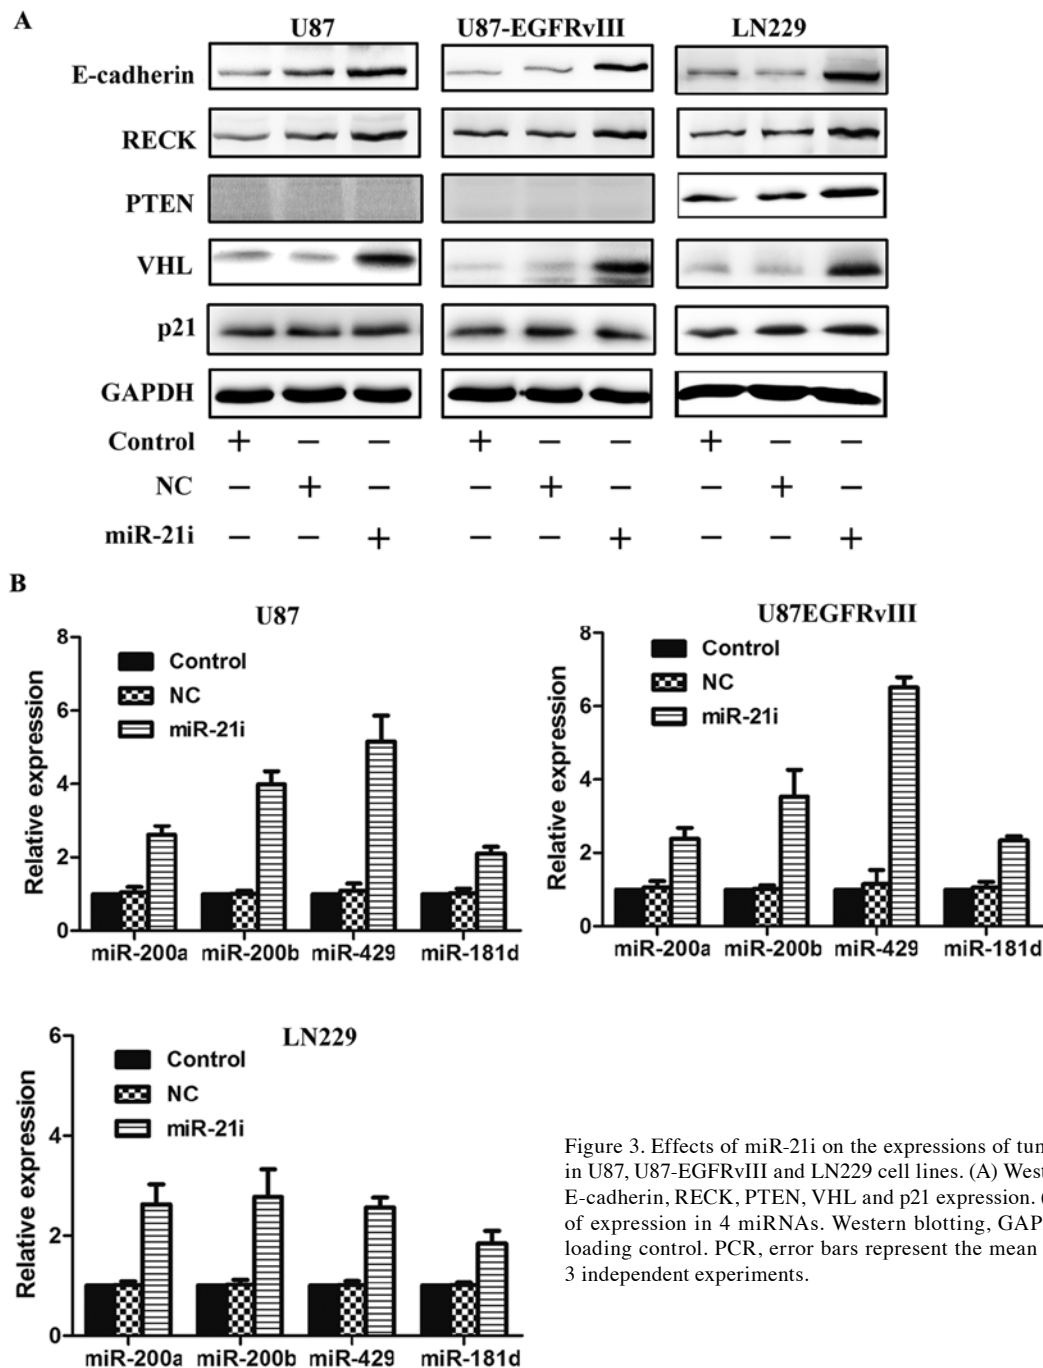 A
U87 U87-EGFRvIII LN229
E-cadherin
RECK
PTEN
VHL
p21
GAPDH
Control + – – + – – + – –
NC – + – – + – – + –
miR-21i – – + – – + – – +
B
U87
8
6
4
2
0
Relative expression
Control
NC
miR-21i
miR-200a miR-200b miR-429 miR-181d
U87EGFRvIII
8
6
4
2
0
Relative expression
Control
NC
miR-21i
miR-200a miR-200b miR-429 miR-181d
LN229
6
4
2
0
Relative expression
Control
NC
miR-21i
miR-200a miR-200b miR-429 miR-181d
Figure 3. Effects of miR-21i on the expressions of
in U87, U87-EGFRvIII and LN229 cell lines. (A)
E-cadherin, RECK, PTEN, VHL and p21 expression.
of expression in 4 miRNAs. Western blotting,
loading control. PCR, error bars represent the mean
3 independent experiments.